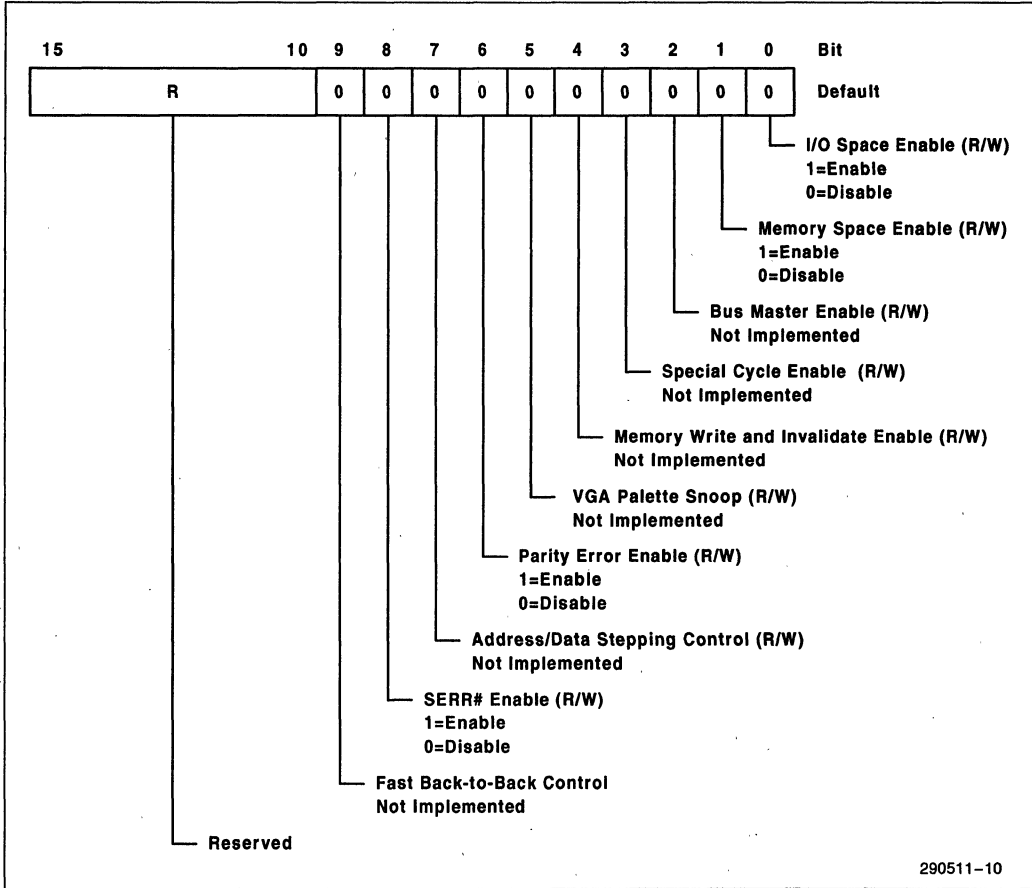 15 10 9 8 7 6 5 4 3 2 1 0 Bit
R 0 0 0 0 0 0 0 0 0 0 Default
I/O Space Enable (R/W)
1=Enable
0=Disable
Memory Space Enable (R/W)
1=Enable
0=Disable
Bus Master Enable (R/W)
Not Implemented
Special Cycle Enable (R/W)
Not Implemented
Memory Write and Invalidate Enable (R/W)
Not Implemented
VGA Palette Snoop (R/W)
Not Implemented
Parity Error Enable (R/W)
1=Enable
0=Disable
Address/Data Stepping Control (R/W)
Not Implemented
SERR# Enable (R/W)
1=Enable
0=Disable
Fast Back-to-Back Control
Not Implemented
Reserved
290511–10